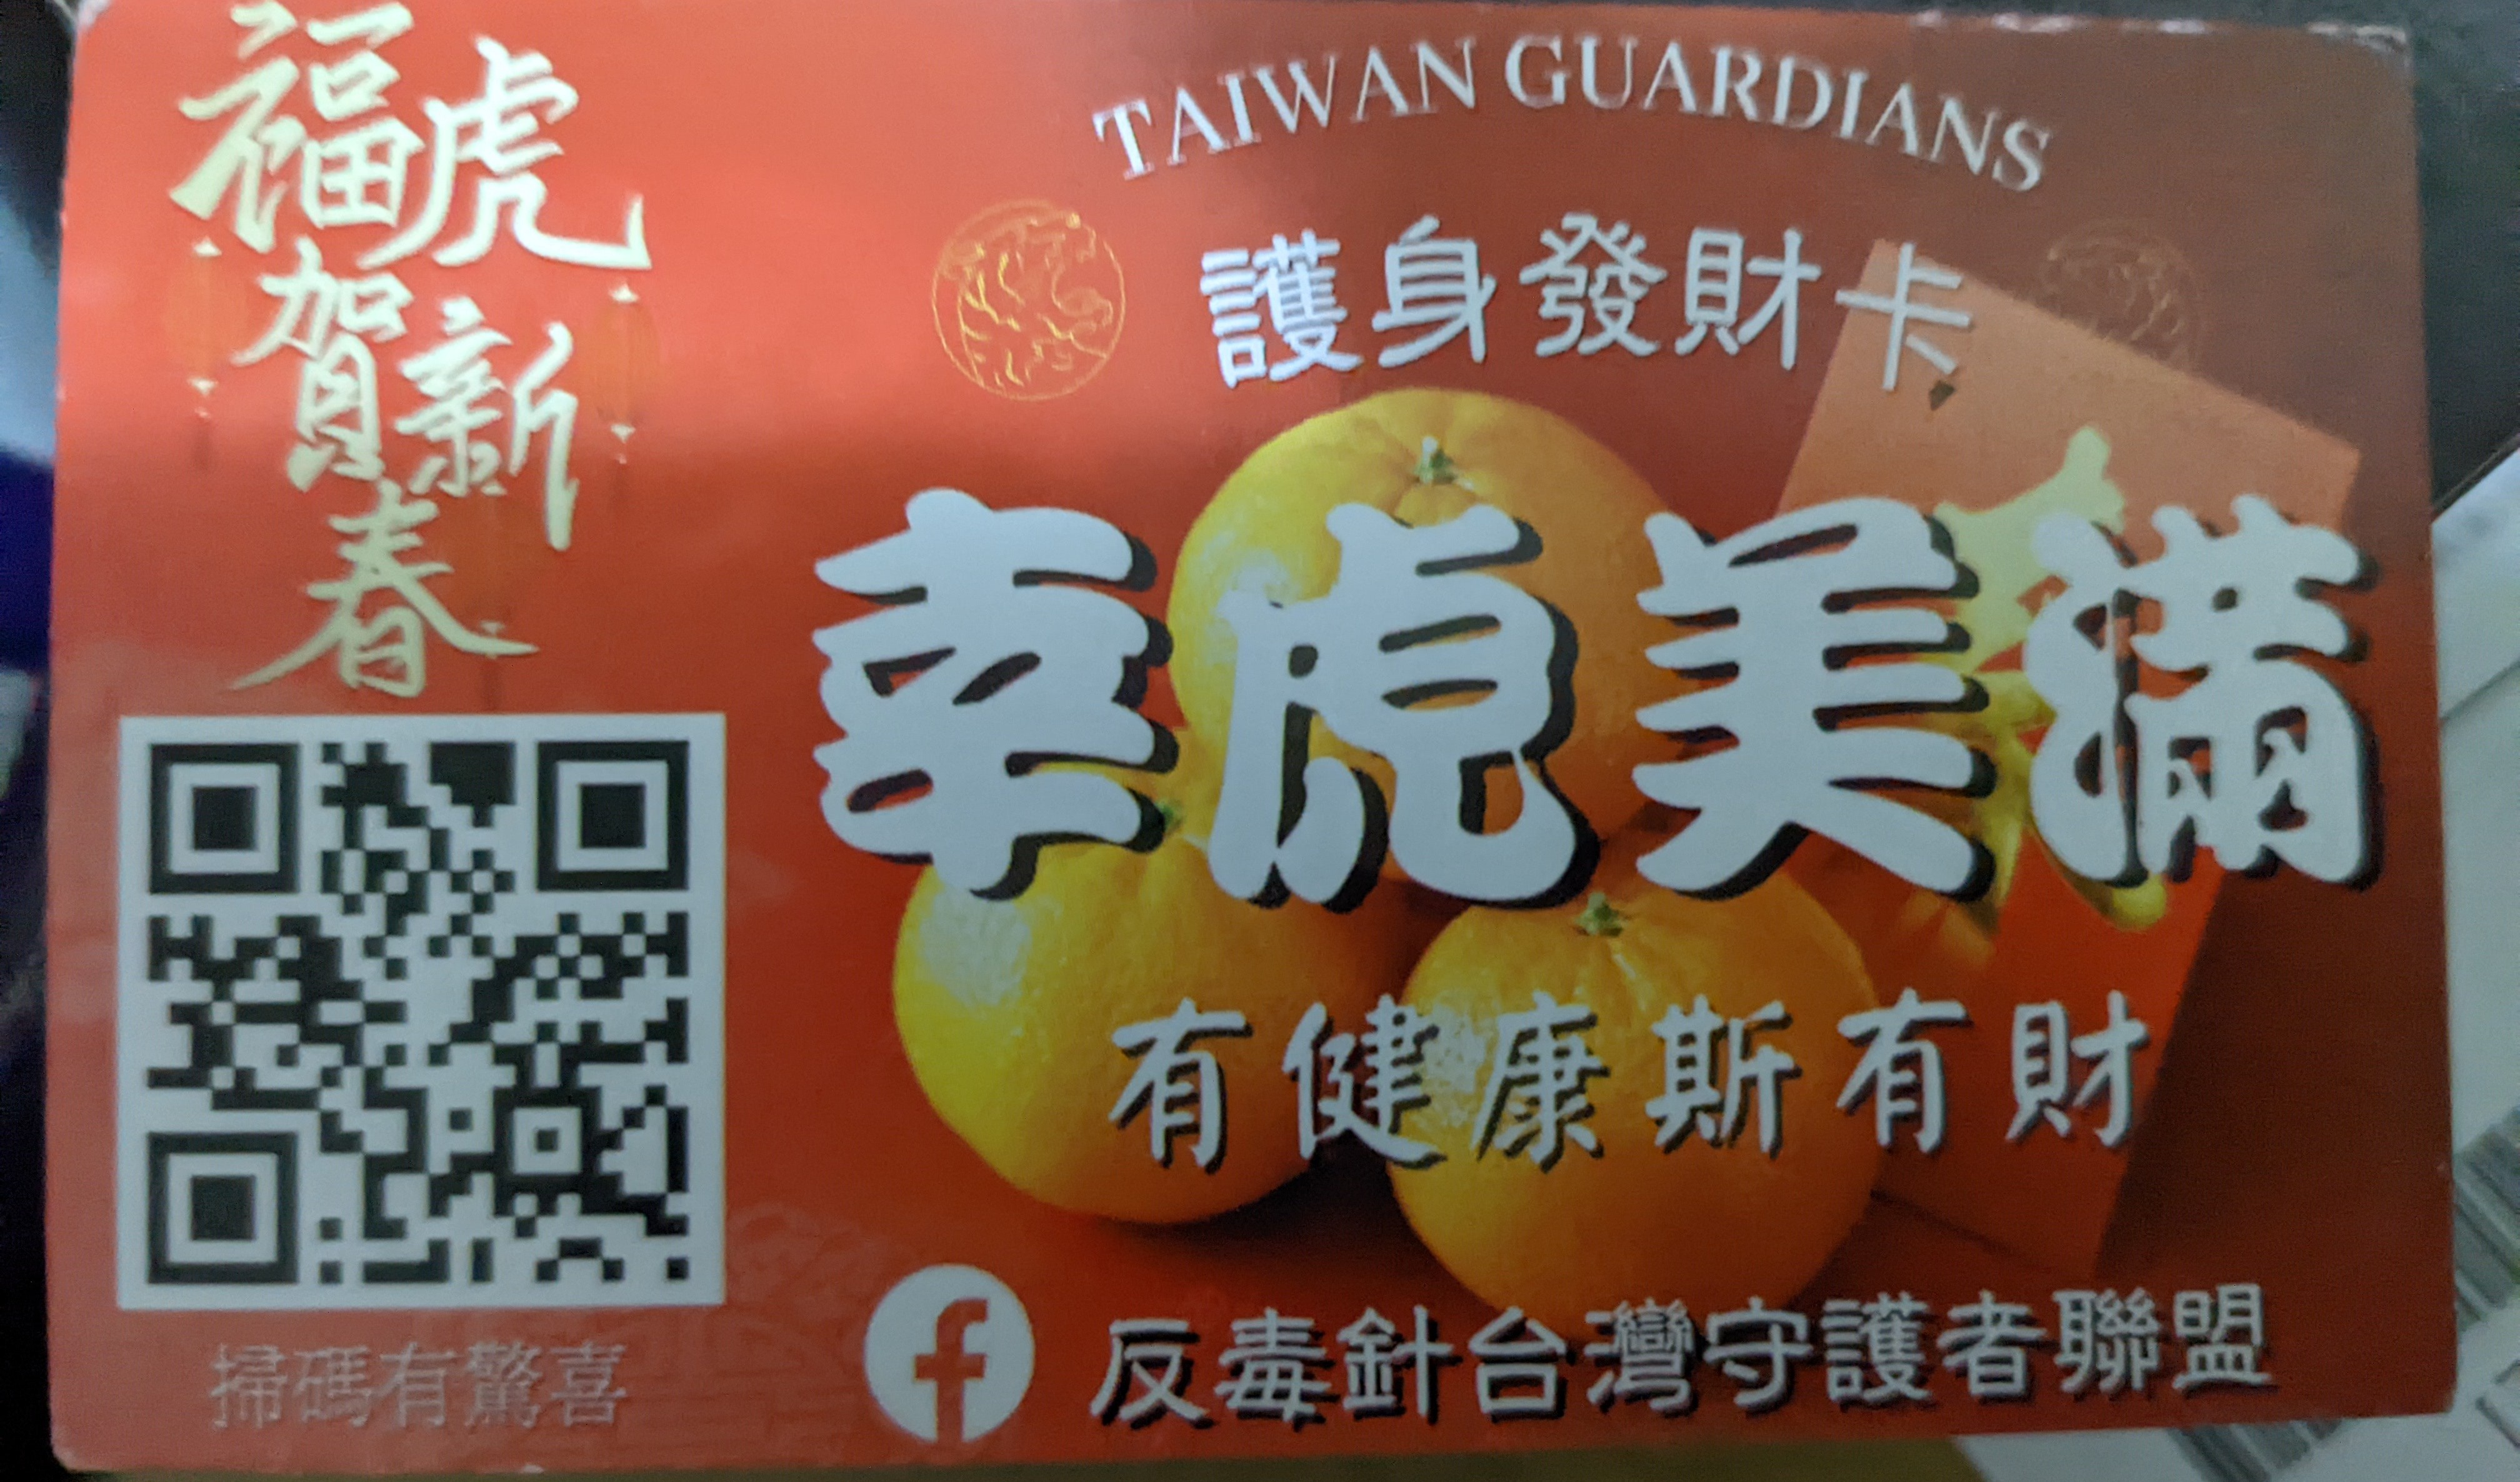 福虎
賀新
春
TAIWAN GUARDIANS
護身發財卡
幸虎美滿
有健康斯有財
掃碼有驚喜
反毒針台灣守護者聯盟